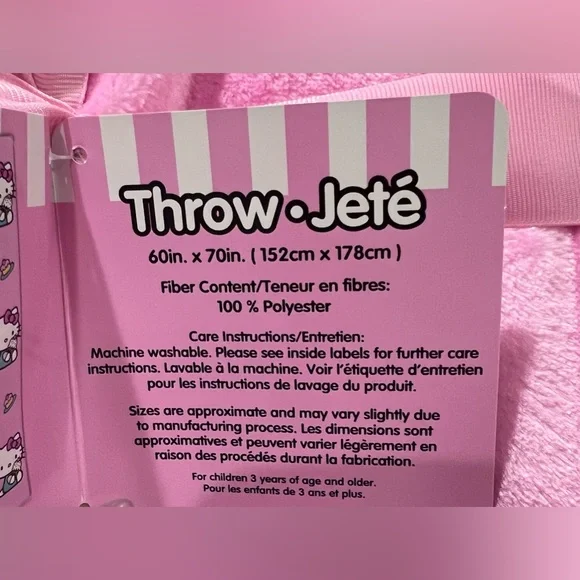 Throw • Jeté
60in. x 70in. ( 152cm x 178cm )
Fiber Content/Teneur en fibres:
100 % Polyester
Care Instructions/Entretien:
Machine washable. Please see inside labels for further care
instructions. Lavable à la machine. Voir l'étiquette d'entretien
pour les instructions de lavage du produit.
Sizes are approximate and may vary slightly due
to manufacturing process. Les dimensions sont
approximatives et peuvent varier légèrement en
raison des procédés durant la fabrication.
For children 3 years of age and older.
Pour les enfants de 3 ans et plus.